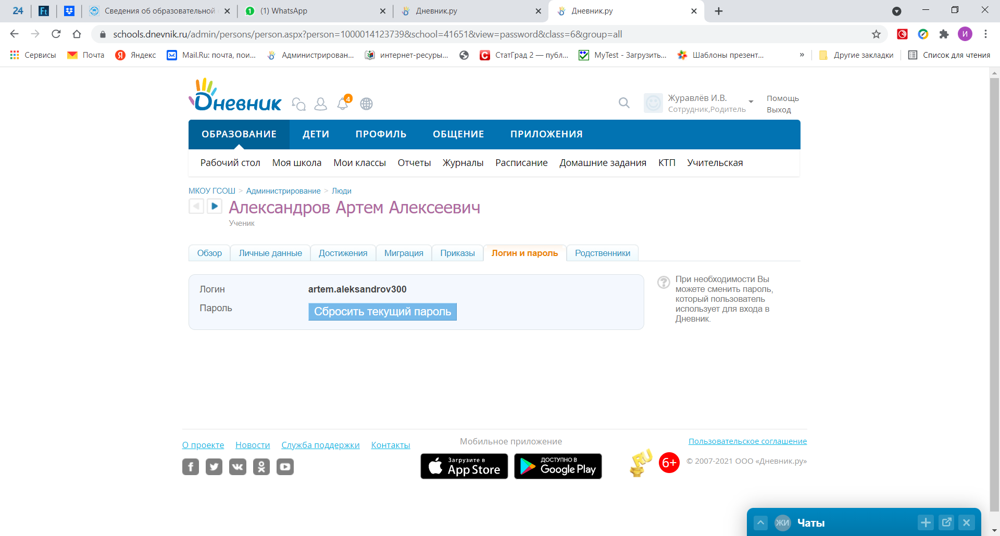 24
Ft
Сведения об образовательной
(1) WhatsApp
Дневник.ру
Дневник.ру
schools.dnevnik.ru/admin/persons/person.aspx?person=1000014123739&school=41651&view=password&class=6&group=all
И
Сервисы
Почта
Яндекс
Mail.Ru: почта, пои...
Администрирован...
интернет-ресуры...
СтатГрад 2 — публ...
MyTest - Загрузить...
Шаблоны презент...
»
Другие закладки
Список для чтения
Дневник
4
Журавлёв И.В.
Сотрудник,Родитель
Помощь
Выход
ОБРАЗОВАНИЕ ДЕТИ ПРОФИЛЬ ОБЩЕНИЕ ПРИЛОЖЕНИЯ
Рабочий стол Моя школа Мои классы Отчеты Журналы Расписание Домашние задания КТП Учительская
МКОУ ГСОШ > Администрирование > Люди
Александров Артем Алексеевич
Ученик
Обзор Личные данные Достижения Миграция Приказы Логин и пароль Родственники
Логин artem.aleksandrov300
Пароль Сбросить текущий пароль
При необходимости Вы
можете сменить пароль,
который пользователь
использует для входа в
Дневник.
О проекте Новости Служба поддержки Контакты
Мобильное приложение
Загрузите в
App Store
ДОСТУПНО В
Google Play
RU
6+
Пользовательское соглашение
© 2007-2021 ООО «Дневник.ру»
ЖИ Чаты